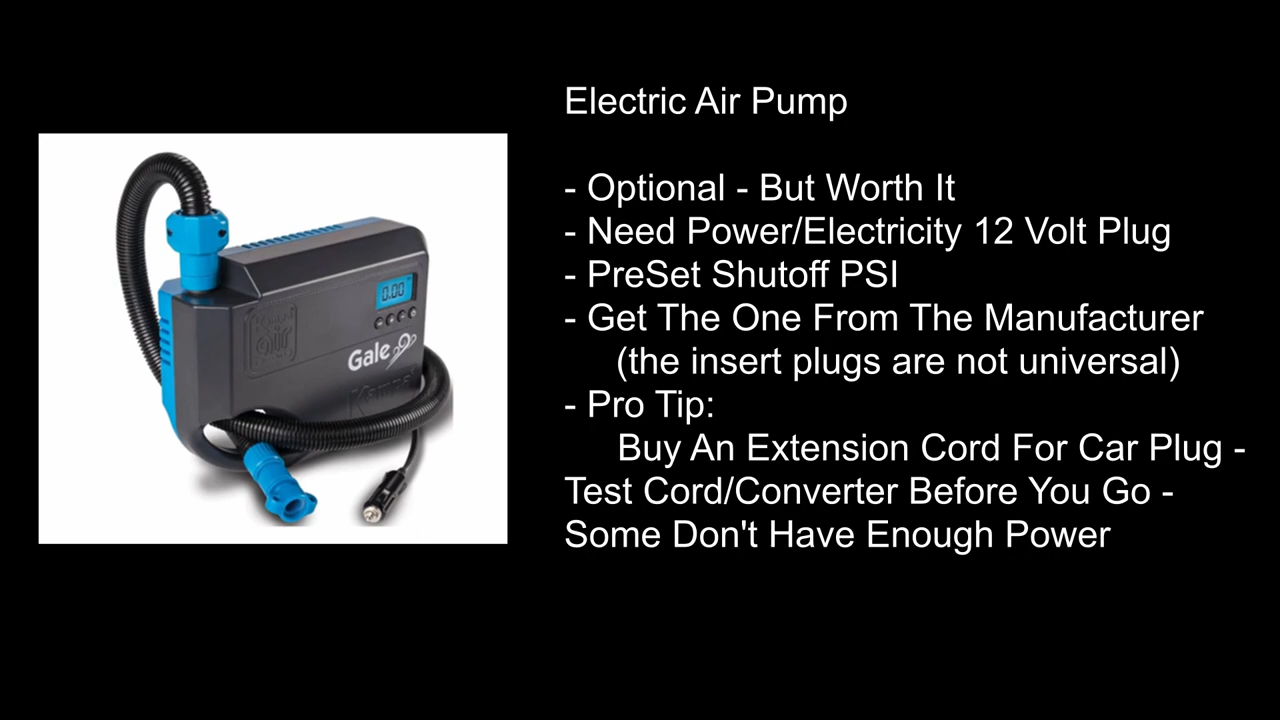 Electric Air Pump
- Optional - But Worth It
- Need Power/Electricity 12 Volt Plug
- PreSet Shutoff PSI
- Get The One From The Manufacturer
(the insert plugs are not universal)
- Pro Tip:
Buy An Extension Cord For Car Plug -
Test Cord/Converter Before You Go -
Some Don't Have Enough Power
0.00
air
Gale